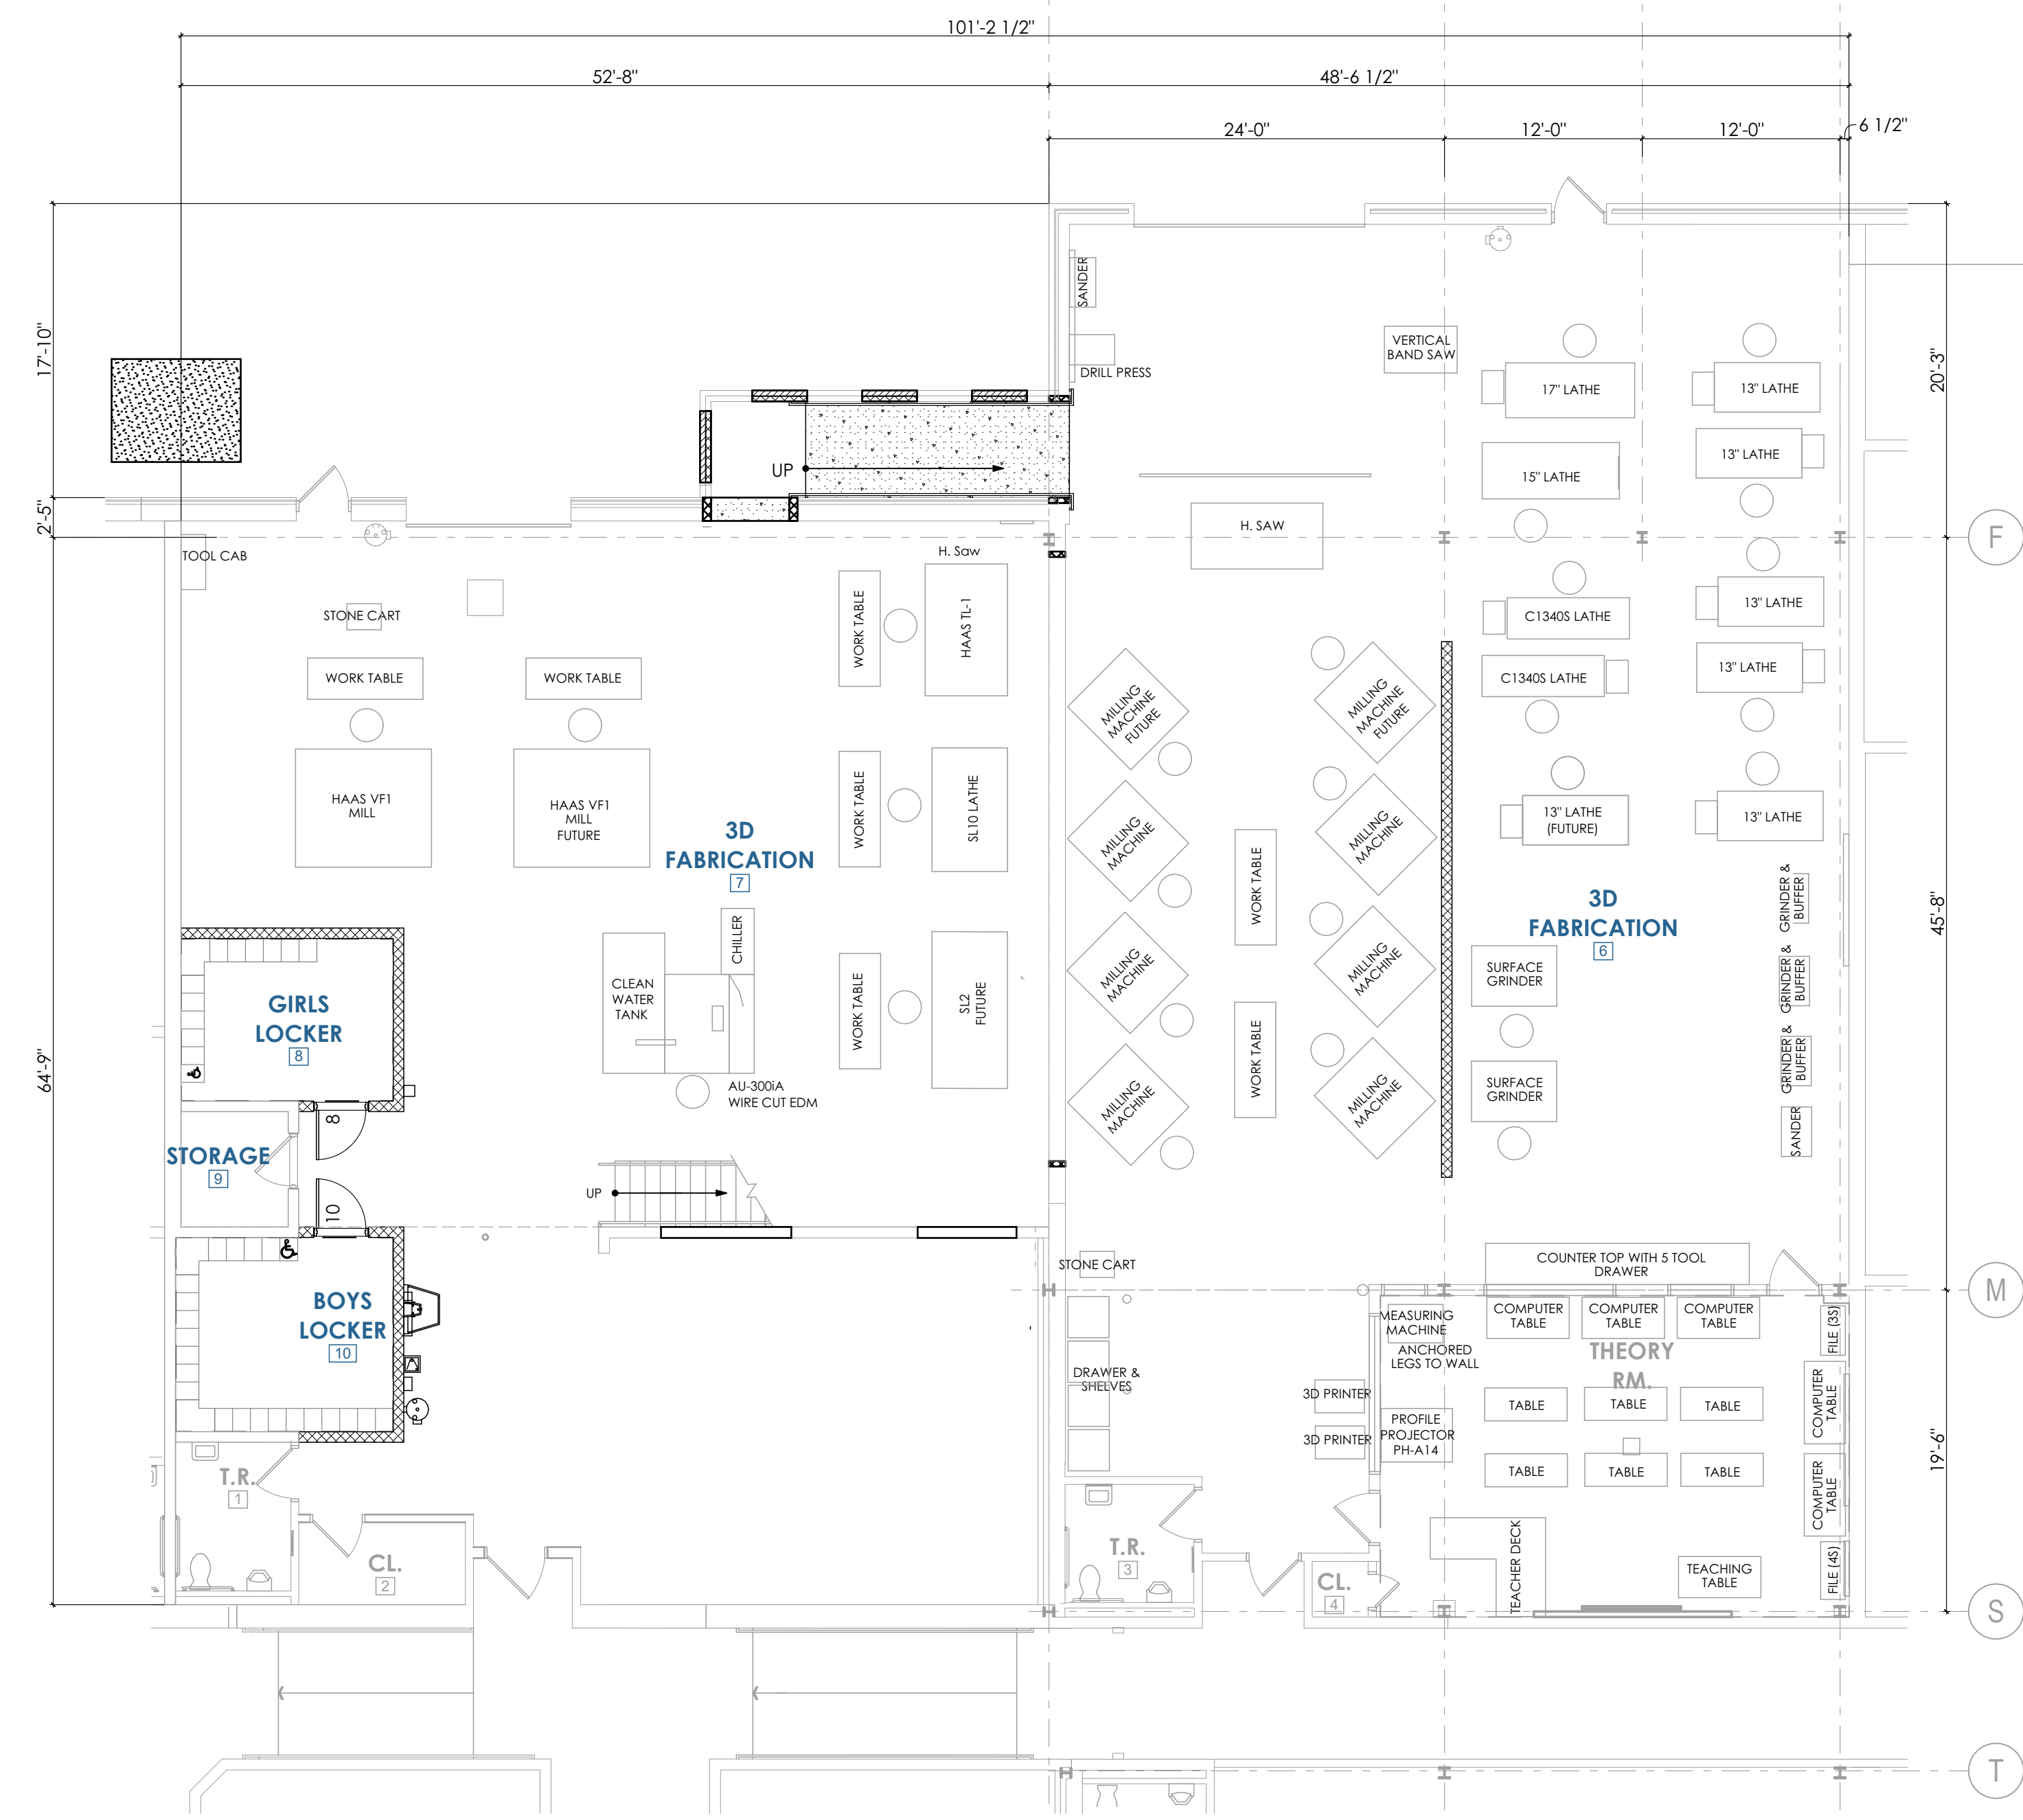 101'-2 1/2"
52'-8"
48'-6 1/2"
24'-0"
12'-0"
12'-0"
6 1/2"
17'-10"
2'-5"
64'-9"
20'-3"
45'-8"
19'-6"
F
M
S
T
SANDER
DRILL PRESS
VERTICAL
BAND SAW
17" LATHE
13" LATHE
15" LATHE
13" LATHE
UP
H. SAW
TOOL CAB
H. Saw
STONE CART
WORK TABLE
WORK TABLE
WORK TABLE
HAAS TL-1
C1340S LATHE
13" LATHE
C1340S LATHE
13" LATHE
MILLING
MACHINE
FUTURE
MILLING
MACHINE
FUTURE
HAAS VF1
MILL
HAAS VF1
MILL
FUTURE
3D
FABRICATION
7
WORK TABLE
SL10 LATHE
MILLING
MACHINE
MILLING
MACHINE
WORK TABLE
13" LATHE
(FUTURE)
13" LATHE
3D
FABRICATION
6
GRINDER &
BUFFER
GRINDER &
BUFFER
GRINDER &
BUFFER
SANDER
CHILLER
CLEAN
WATER
TANK
AU-300iA
WIRE CUT EDM
WORK TABLE
SL2
FUTURE
MILLING
MACHINE
MILLING
MACHINE
WORK TABLE
MILLING
MACHINE
MILLING
MACHINE
SURFACE
GRINDER
SURFACE
GRINDER
GIRLS
LOCKER
8
8
STORAGE
9
10
UP
BOYS
LOCKER
10
STONE CART
COUNTER TOP WITH 5 TOOL
DRAWER
MEASURING
MACHINE
ANCHORED
LEGS TO WALL
COMPUTER
TABLE
COMPUTER
TABLE
COMPUTER
TABLE
FILE (3S)
THEORY
RM.
DRAWER &
SHELVES
3D PRINTER
3D PRINTER
PROFILE
PROJECTOR
PH-A14
TABLE
TABLE
TABLE
COMPUTER
TABLE
TABLE
TABLE
TABLE
COMPUTER
TABLE
T.R.
1
CL.
2
T.R.
3
CL.
4
TEACHER DECK
TEACHING
TABLE
FILE (4S)